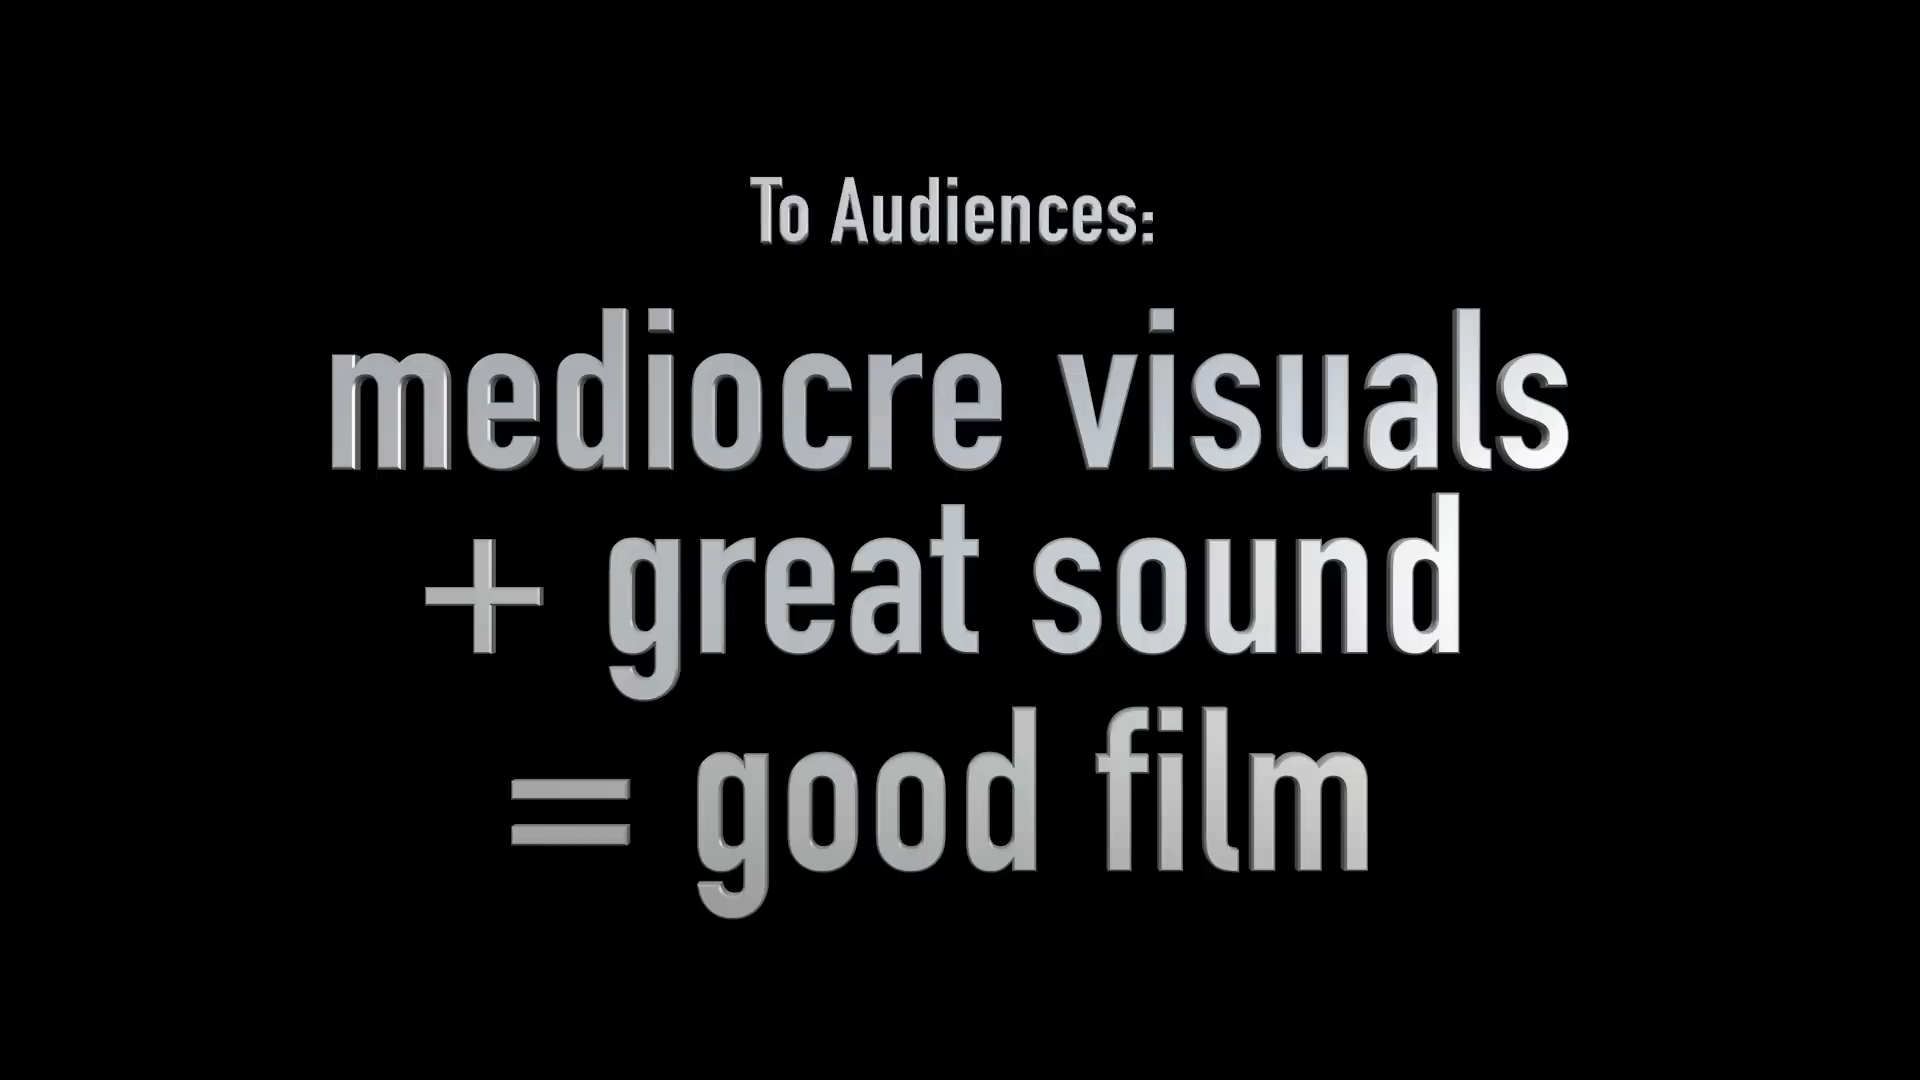 To Audiences:
mediocre visuals
+ great sound
= good film